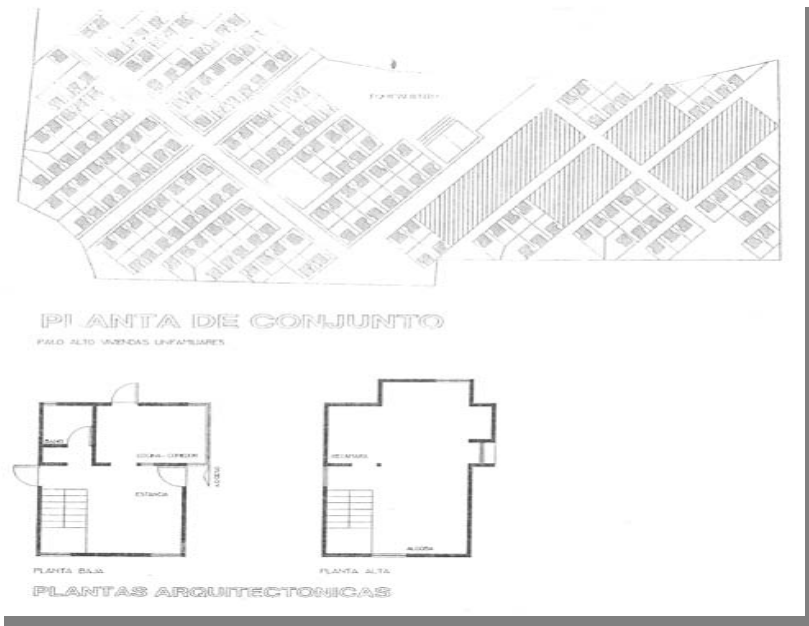 PLANTA DE CONJUNTO
PALO ALTO VIVIENDAS UNIFAMILIARES
BAÑO
COCINA - COMEDOR
ACCESO
ESTANCIA
RECAMARA
ALCOBA
PLANTA BAJA
PLANTA ALTA
PLANTAS ARQUITECTONICAS